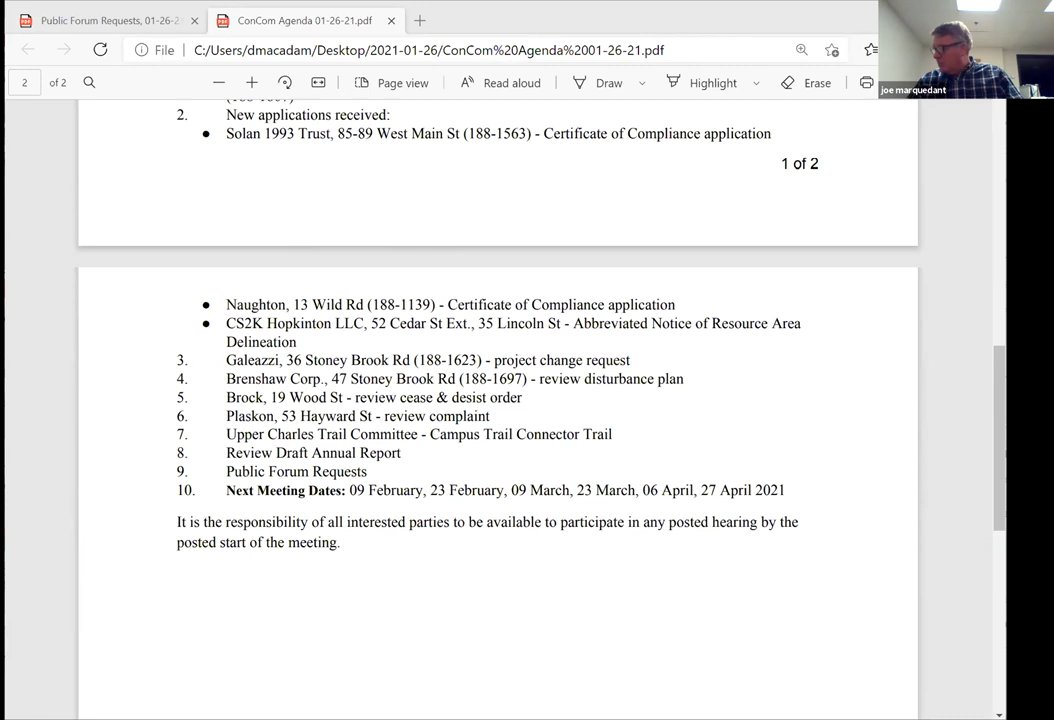 Public Forum Requests, 01-26-2
ConCom Agenda 01-26-21.pdf
File
C:/Users/dmacadam/Desktop/2021-01-26/ConCom%20Agenda%2001-26-21.pdf
2 of 2
Page view
Read aloud
Draw
Highlight
Erase
joe marquedant
2. New applications received:
● Solan 1993 Trust, 85-89 West Main St (188-1563) - Certificate of Compliance application
1 of 2
● Naughton, 13 Wild Rd (188-1139) - Certificate of Compliance application
● CS2K Hopkinton LLC, 52 Cedar St Ext., 35 Lincoln St - Abbreviated Notice of Resource Area
Delineation
3. Galeazzi, 36 Stoney Brook Rd (188-1623) - project change request
4. Brenshaw Corp., 47 Stoney Brook Rd (188-1697) - review disturbance plan
5. Brock, 19 Wood St - review cease & desist order
6. Plaskon, 53 Hayward St - review complaint
7. Upper Charles Trail Committee - Campus Trail Connector Trail
8. Review Draft Annual Report
9. Public Forum Requests
10. Next Meeting Dates: 09 February, 23 February, 09 March, 23 March, 06 April, 27 April 2021
It is the responsibility of all interested parties to be available to participate in any posted hearing by the
posted start of the meeting.